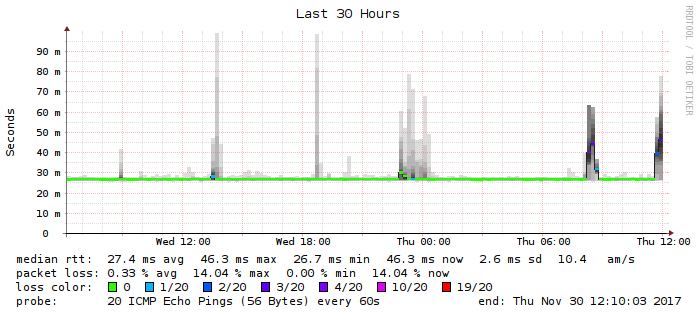 Last 30 Hours
RRDTOOL / TOBI OETIKER
Seconds
90 m
80 m
70 m
60 m
50 m
40 m
30 m
20 m
10 m
0
Wed 12:00 Wed 18:00 Thu 00:00 Thu 06:00 Thu 12:00
median rtt: 27.4 ms avg 46.3 ms max 26.7 ms min 46.3 ms now 2.6 ms sd 10.4 am/s
packet loss: 0.33 % avg 14.04 % max 0.00 % min 14.04 % now
loss color: 0 1/20 2/20 3/20 4/20 10/20 19/20
probe: 20 ICMP Echo Pings (56 Bytes) every 60s end: Thu Nov 30 12:10:03 2017